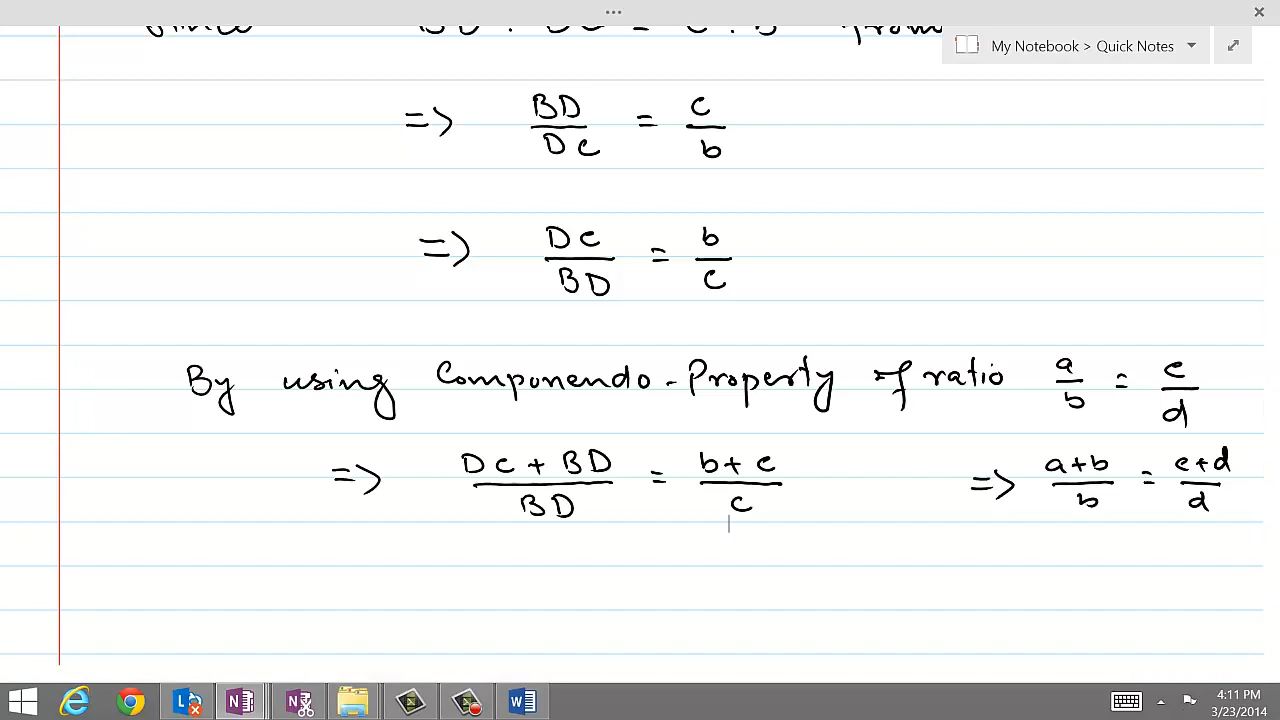 My Notebook > Quick Notes
=> BD/DC = c/b
=> DC/BD = b/c
By using Componendo-Property of ratio a/b = c/d
=> DC + BD/BD = b+c/c => a+b/b = c+d/d
4:11 PM
3/23/2014